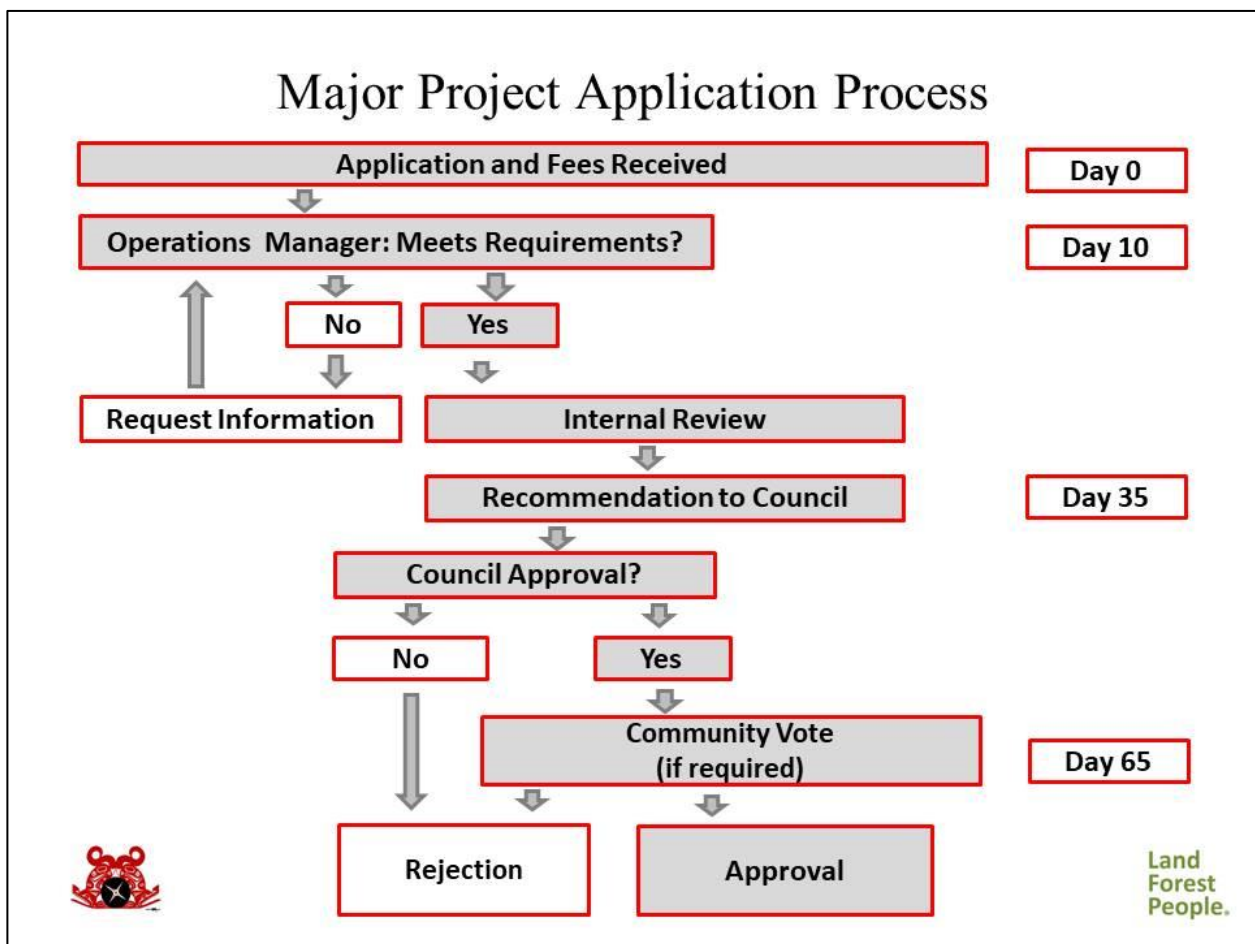 Major Project Application Process
Application and Fees Received
Day 0
Operations Manager: Meets Requirements?
Day 10
No
Yes
Request Information
Internal Review
Recommendation to Council
Day 35
Council Approval?
No
Yes
Community Vote
(if required)
Day 65
Rejection
Approval
Land
Forest
People.